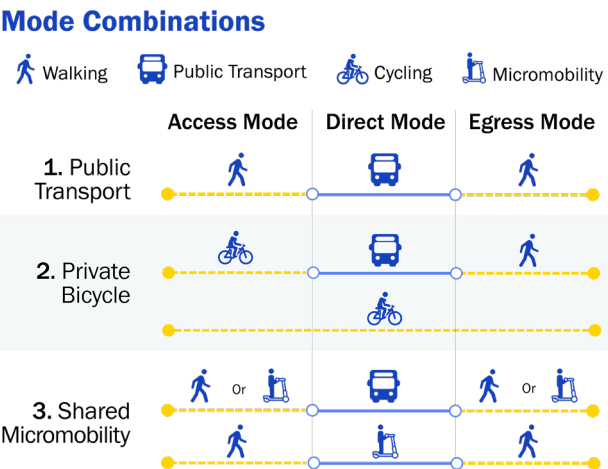 Mode Combinations
Walking Public Transport Cycling Micromobility
Access Mode Direct Mode Egress Mode
1. Public
Transport
2. Private
Bicycle
Or Or
3. Shared
Micromobility